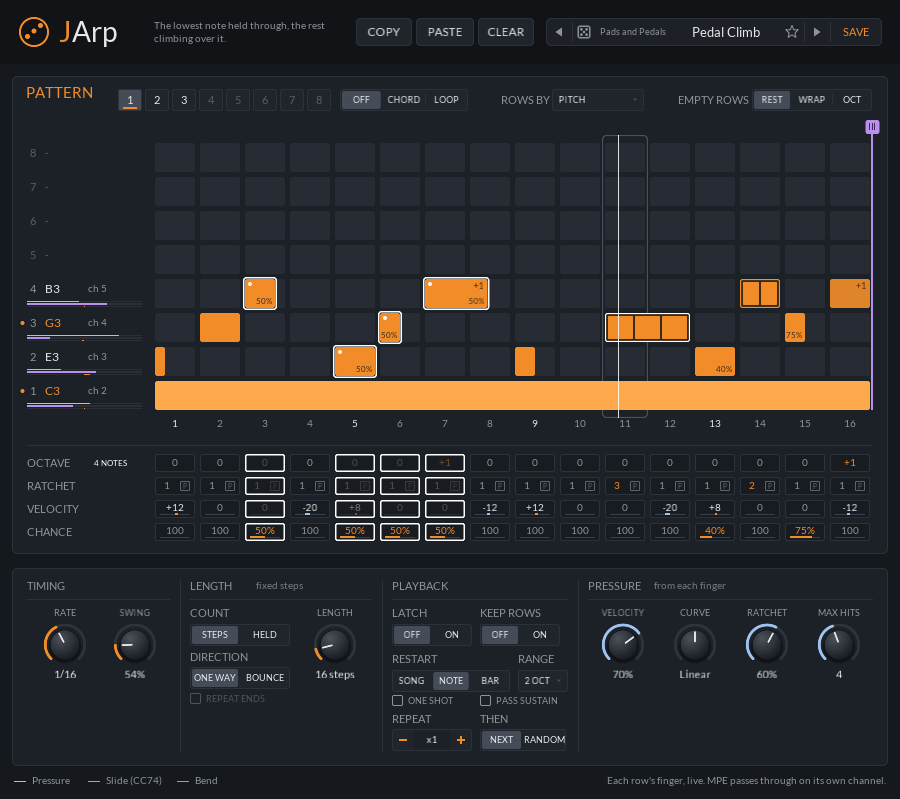 JArp
The lowest note held through, the rest
climbing over it.
COPY PASTE CLEAR
Pads and Pedals Pedal Climb SAVE
PATTERN
1 2 3 4 5 6 7 8
OFF CHORD LOOP
ROWS BY PITCH
EMPTY ROWS REST WRAP OCT
8 -
7 -
6 -
5 -
4 B3 ch 5
50% +1 50% +1
3 G3 ch 4
50% 75%
2 E3 ch 3
50% 40%
1 C3 ch 2
1 2 3 4 5 6 7 8 9 10 11 12 13 14 15 16
OCTAVE 4 NOTES 0 0 0 0 0 0 +1 0 0 0 0 0 0 0 0 +1
RATCHET 1 P 1 P 1 P 1 P 1 P 1 P 1 P 1 P 1 P 1 P 3 P 1 P 1 P 2 P 1 P 1 P
VELOCITY +12 0 0 -20 +8 0 0 -12 +12 0 0 -20 +8 0 0 -12
CHANCE 100 100 50% 100 50% 50% 50% 100 100 100 100 100 40% 100 75% 100
TIMING
RATE SWING
1/16 54%
LENGTH fixed steps
COUNT LENGTH
STEPS HELD
DIRECTION
ONE WAY BOUNCE
16 steps
REPEAT ENDS
PLAYBACK
LATCH KEEP ROWS
OFF ON OFF ON
RESTART RANGE
SONG NOTE BAR 2 OCT
ONE SHOT PASS SUSTAIN
REPEAT THEN
− x1 + NEXT RANDOM
PRESSURE from each finger
VELOCITY CURVE RATCHET MAX HITS
70% Linear 60% 4
Pressure Slide (CC74) Bend
Each row's finger, live. MPE passes through on its own channel.